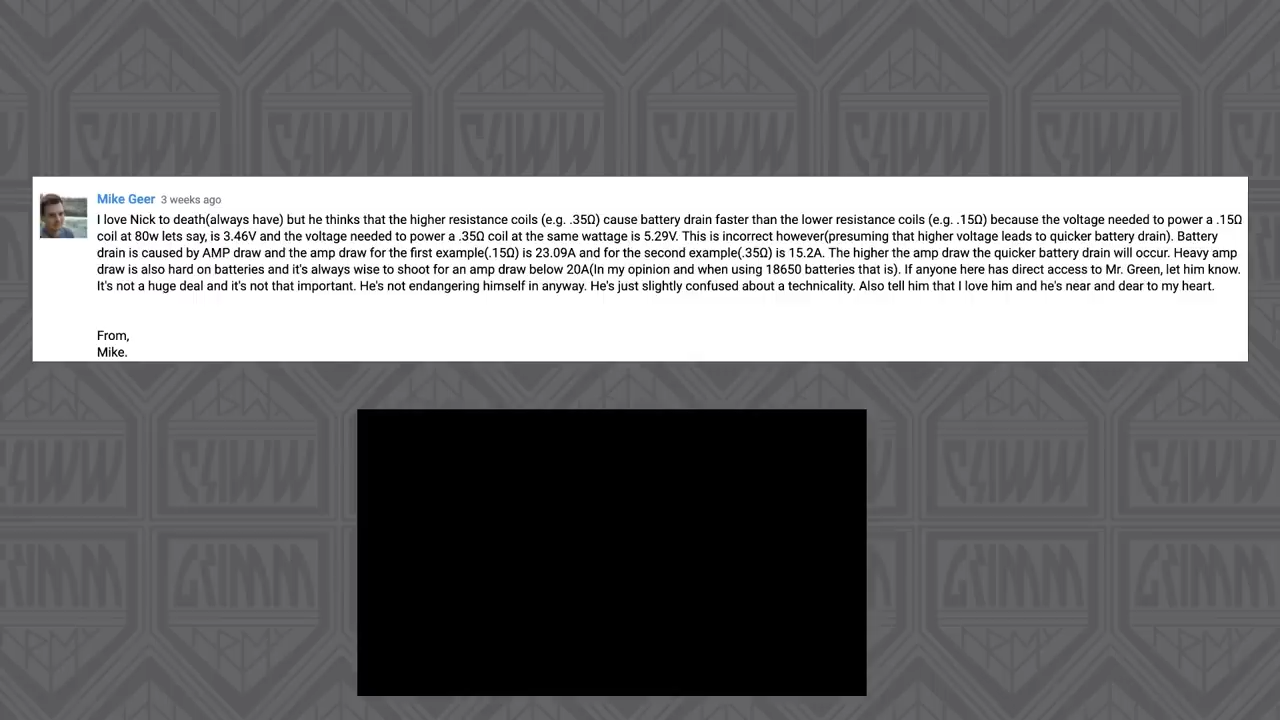 Mike Geer 3 weeks ago
I love Nick to death(always have) but he thinks that the higher resistance coils (e.g. .35Ω) cause battery drain faster than the lower resistance coils (e.g. .15Ω) because the voltage needed to power a .15Ω
coil at 80w lets say, is 3.46V and the voltage needed to power a .35Ω coil at the same wattage is 5.29V. This is incorrect however(presuming that higher voltage leads to quicker battery drain). Battery
drain is caused by AMP draw and the amp draw for the first example(.15Ω) is 23.09A and for the second example(.35Ω) is 15.2A. The higher the amp draw the quicker battery drain will occur. Heavy amp
draw is also hard on batteries and it's always wise to shoot for an amp draw below 20A(In my opinion and when using 18650 batteries that is). If anyone here has direct access to Mr. Green, let him know.
It's not a huge deal and it's not that important. He's not endangering himself in anyway. He's just slightly confused about a technicality. Also tell him that I love him and he's near and dear to my heart.
From,
Mike.